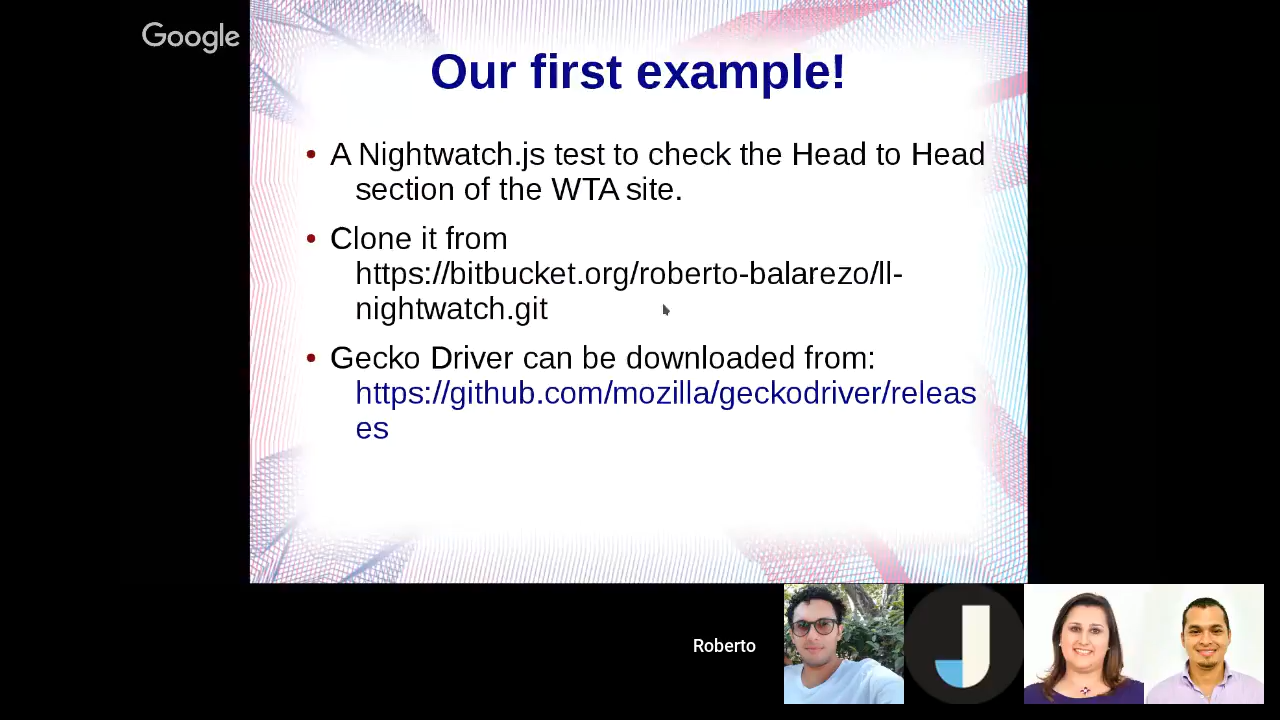 Google
Our first example!
• A Nightwatch.js test to check the Head to Head
section of the WTA site.
• Clone it from
https://bitbucket.org/roberto-balarezo/ll-
nightwatch.git
• Gecko Driver can be downloaded from:
https://github.com/mozilla/geckodriver/releas
es
Roberto
J